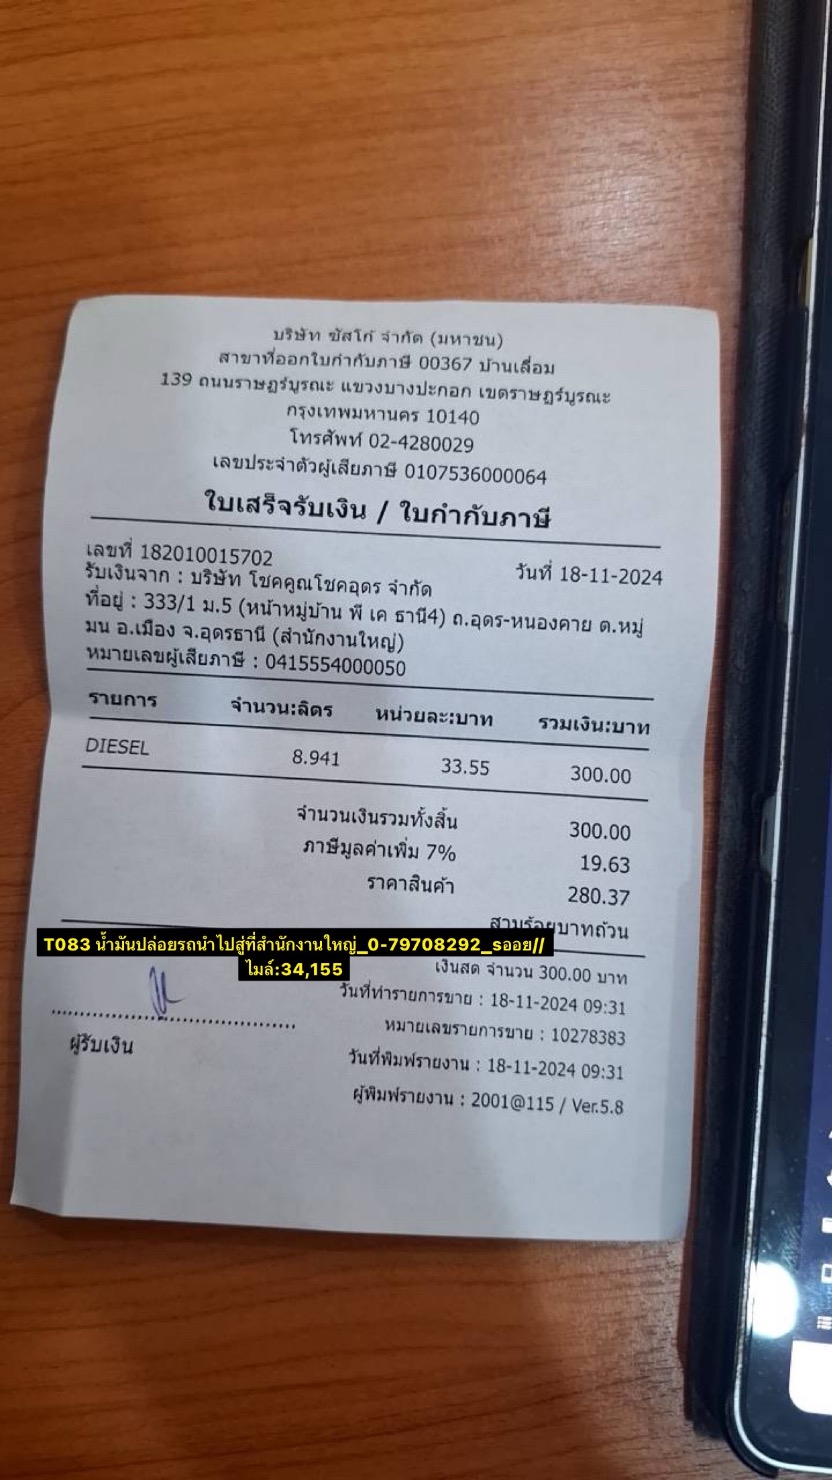 บริษัท ซัสโก้ จำกัด (มหาชน)
สาขาที่ออกใบกำกับภาษี 00367 บ้านเลื่อม
139 ถนนราษฎร์บูรณะ แขวงบางปะกอก เขตราษฎร์บูรณะ
กรุงเทพมหานคร 10140
โทรศัพท์ 02-4280029
เลขประจำตัวผู้เสียภาษี 0107536000064
ใบเสร็จรับเงิน / ใบกำกับภาษี
เลขที่ 182010015702 วันที่ 18-11-2024
รับเงินจาก : บริษัท โชคคูณโชคอุดร จำกัด
ที่อยู่ : 333/1 ม.5 (หน้าหมู่บ้าน พี เค ธานี4) ถ.อุดร-หนองคาย ต.หมู
มน อ.เมือง จ.อุดรธานี (สำนักงานใหญ่)
หมายเลขผู้เสียภาษี : 0415554000050
รายการ จำนวน:ลิตร หน่วยละ:บาท รวมเงิน:บาท
DIESEL 8.941 33.55 300.00
จำนวนเงินรวมทั้งสิ้น 300.00
ภาษีมูลค่าเพิ่ม 7% 19.63
ราคาสินค้า 280.37
สามร้อยบาทถ้วน
T083 น้ำมันปล่อยรถนำไปสู่ที่สำนักงานใหญ่_0-79708292_รออย//
ไมล์:34,155
เงินสด จำนวน 300.00 บาท
วันที่ทำรายการขาย : 18-11-2024 09:31
หมายเลขรายการขาย : 10278383
ผู้รับเงิน
วันที่พิมพ์รายงาน : 18-11-2024 09:31
ผู้พิมพ์รายงาน : 2001@115 / Ver.5.8